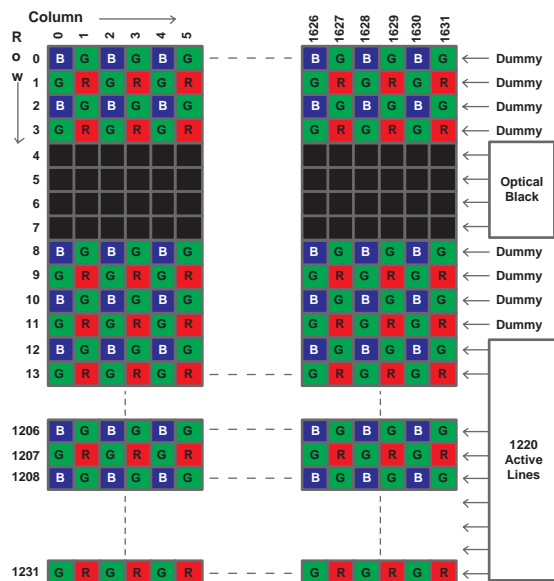 Column
Row
0 1 2 3 4 5 1626 1627 1628 1629 1630 1631
0 B G B G B G B G B G B G Dummy
1 G R G R G R G R G R G R Dummy
2 B G B G B G B G B G B G Dummy
3 G R G R G R G R G R G R Dummy
4
5
6
7
Optical
Black
8 B G B G B G B G B G B G Dummy
9 G R G R G R G R G R G R Dummy
10 B G B G B G B G B G B G Dummy
11 G R G R G R G R G R G R Dummy
12 B G B G B G B G B G B G
13 G R G R G R G R G R G R
1206 B G B G B G B G B G B G
1207 G R G R G R G R G R G R
1208 B G B G B G B G B G B G
1220
Active
Lines
1231 G R G R G R G R G R G R